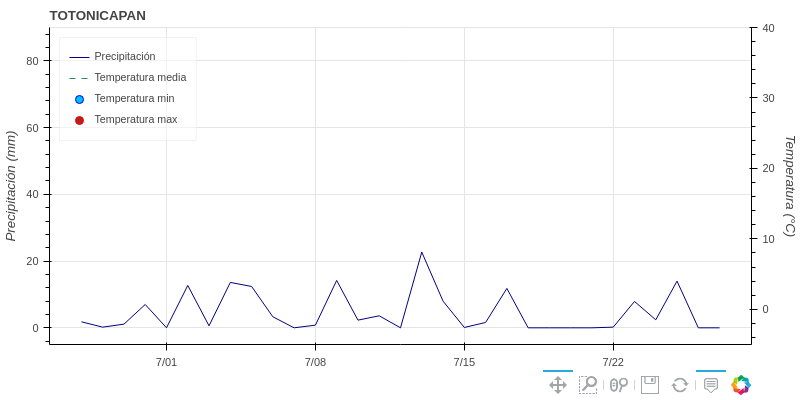 TOTONICAPAN
Precipitación
Temperatura media
Temperatura min
Temperatura max
Precipitación (mm)
80
60
40
20
0
Temperatura (°C)
40
30
20
10
0
7/01
7/08
7/15
7/22